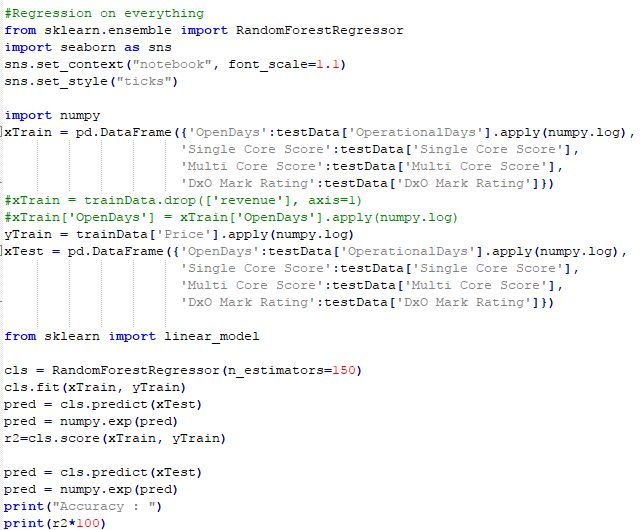 #Regression on everything
from sklearn.ensemble import RandomForestRegressor
import seaborn as sns
sns.set_context("notebook", font_scale=1.1)
sns.set_style("ticks")
import numpy
xTrain = pd.DataFrame({'OpenDays':testData['OperationalDays'].apply(numpy.log),
'Single Core Score':testData['Single Core Score'],
'Multi Core Score':testData['Multi Core Score'],
'DxO Mark Rating':testData['DxO Mark Rating']})
#xTrain = trainData.drop(['revenue'], axis=1)
#xTrain['OpenDays'] = xTrain['OpenDays'].apply(numpy.log)
yTrain = trainData['Price'].apply(numpy.log)
xTest = pd.DataFrame({'OpenDays':testData['OperationalDays'].apply(numpy.log),
'Single Core Score':testData['Single Core Score'],
'Multi Core Score':testData['Multi Core Score'],
'DxO Mark Rating':testData['DxO Mark Rating']})
from sklearn import linear_model
cls = RandomForestRegressor(n_estimators=150)
cls.fit(xTrain, yTrain)
pred = cls.predict(xTest)
pred = numpy.exp(pred)
r2=cls.score(xTrain, yTrain)
pred = cls.predict(xTest)
pred = numpy.exp(pred)
print("Accuracy : ")
print(r2*100)